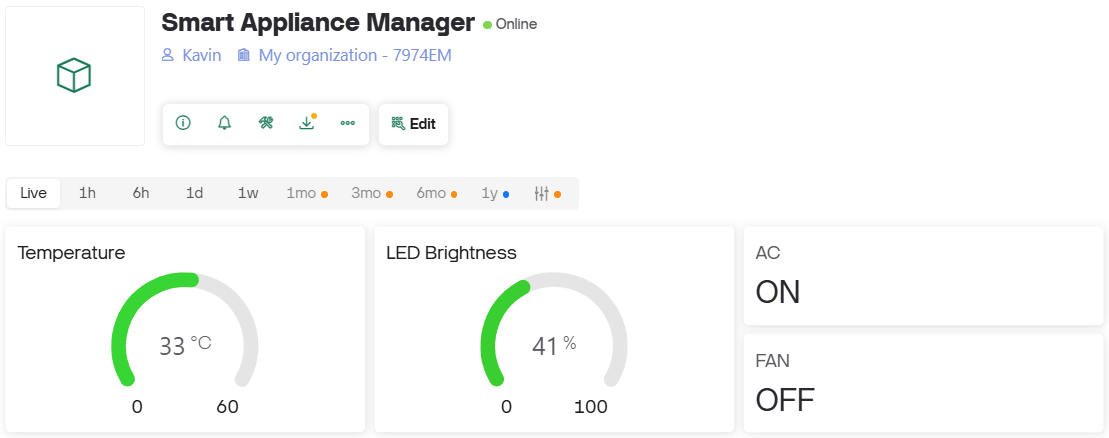 Smart Appliance Manager Online
Kavin My organization - 7974EM
Edit
Live 1h 6h 1d 1w 1mo 3mo 6mo 1y
Temperature
33 °C
0 60
LED Brightness
41 %
0 100
AC
ON
FAN
OFF